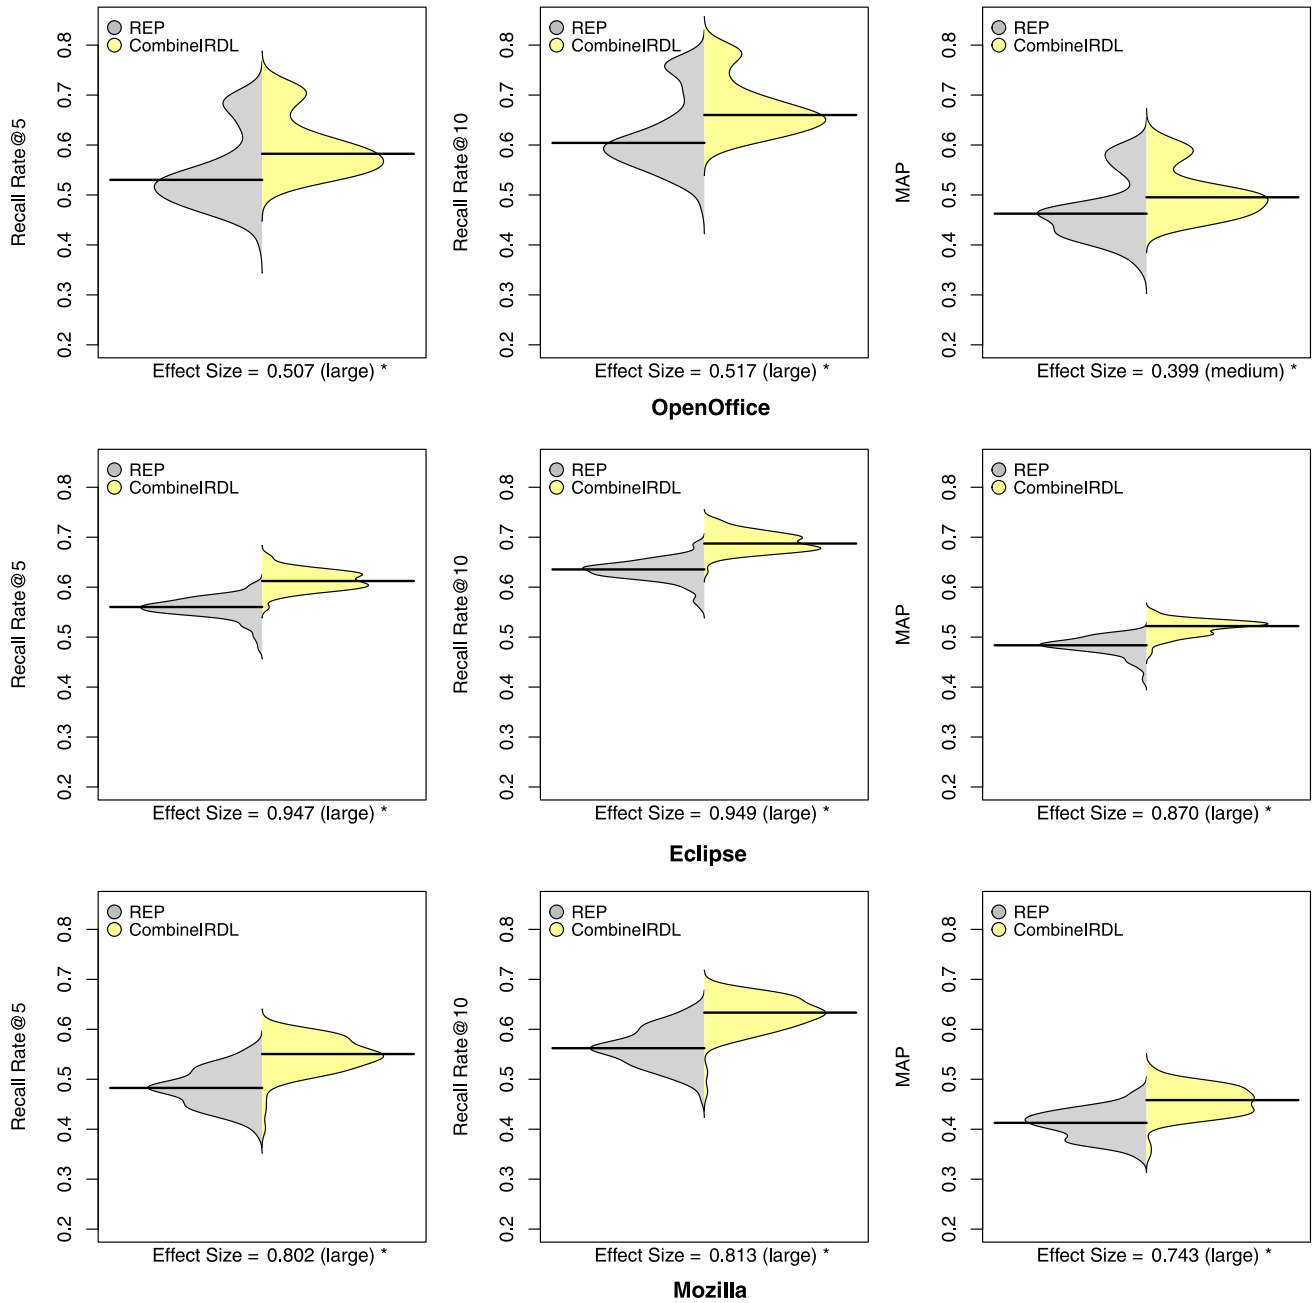 REP
CombineIRDL
Recall Rate@5
0.2 0.3 0.4 0.5 0.6 0.7 0.8
Effect Size = 0.507 (large) *
REP
CombineIRDL
Recall Rate@10
0.2 0.3 0.4 0.5 0.6 0.7 0.8
Effect Size = 0.517 (large) *
REP
CombineIRDL
MAP
0.2 0.3 0.4 0.5 0.6 0.7 0.8
Effect Size = 0.399 (medium) *
OpenOffice
REP
CombineIRDL
Recall Rate@5
0.2 0.3 0.4 0.5 0.6 0.7 0.8
Effect Size = 0.947 (large) *
REP
CombineIRDL
Recall Rate@10
0.2 0.3 0.4 0.5 0.6 0.7 0.8
Effect Size = 0.949 (large) *
REP
CombineIRDL
MAP
0.2 0.3 0.4 0.5 0.6 0.7 0.8
Effect Size = 0.870 (large) *
Eclipse
REP
CombineIRDL
Recall Rate@5
0.2 0.3 0.4 0.5 0.6 0.7 0.8
Effect Size = 0.802 (large) *
REP
CombineIRDL
Recall Rate@10
0.2 0.3 0.4 0.5 0.6 0.7 0.8
Effect Size = 0.813 (large) *
REP
CombineIRDL
MAP
0.2 0.3 0.4 0.5 0.6 0.7 0.8
Effect Size = 0.743 (large) *
Mozilla